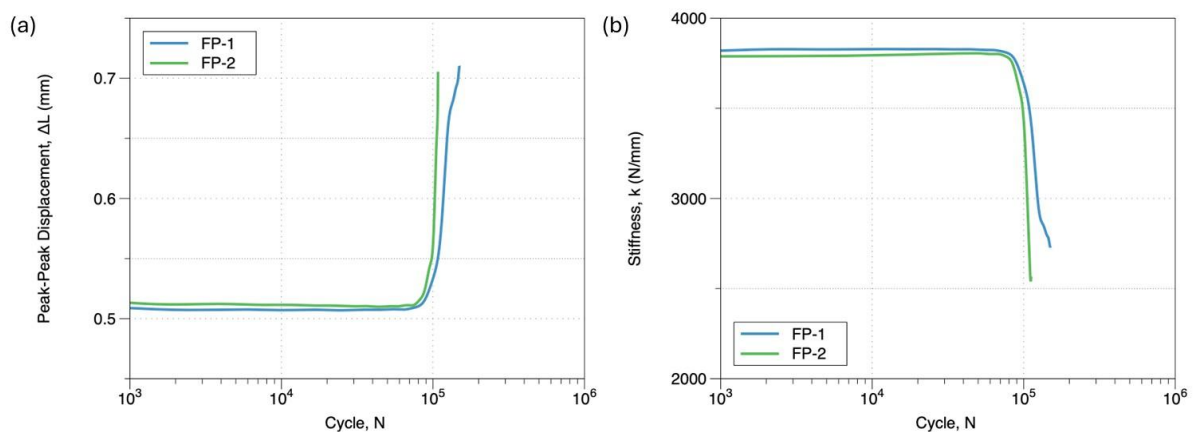 (a)
FP-1
FP-2
0.7
0.6
0.5
Peak-Peak Displacement, ΔL (mm)
10³ 10⁴ 10⁵ 10⁶
Cycle, N
(b)
4000
3000
2000
Stiffness, k (N/mm)
FP-1
FP-2
10³ 10⁴ 10⁵ 10⁶
Cycle, N